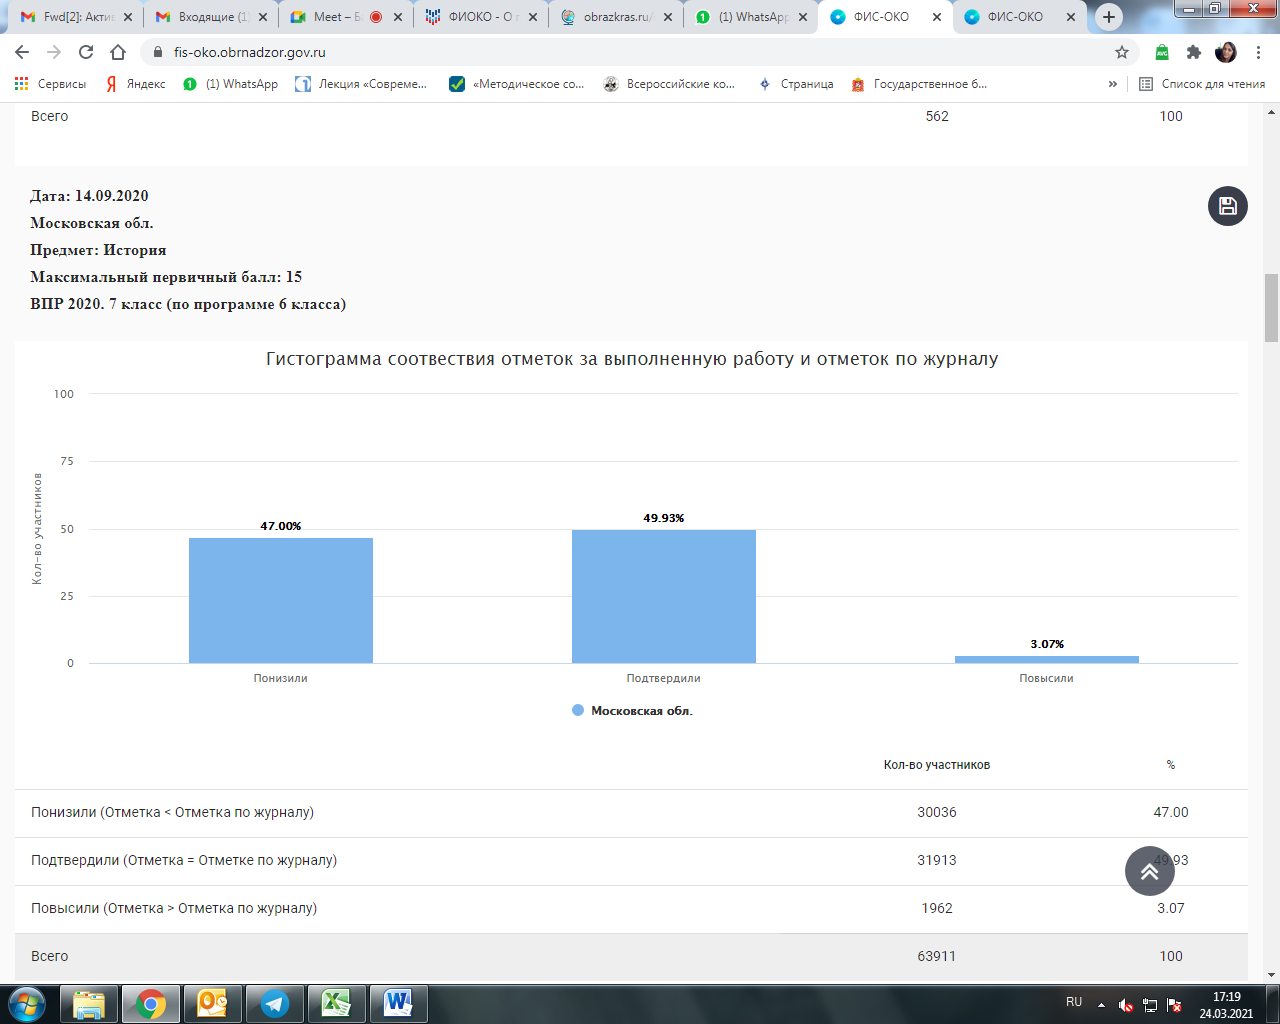 Fwd[2]: Актив
Входящие (1)
Meet – Б
ФИОКО - О п
obrazkras.ru/
(1) WhatsApp
ФИС-ОКО
ФИС-ОКО
fis-oko.obrnadzor.gov.ru
Сервисы
Яндекс
(1) WhatsApp
Лекция «Совреме...
«Методическое со...
Всероссийские ко...
Страница
Государственное б...
»
Список для чтения
Всего 562 100
Дата: 14.09.2020
Московская обл.
Предмет: История
Максимальный первичный балл: 15
ВПР 2020. 7 класс (по программе 6 класса)
Гистограмма соотвествия отметок за выполненную работу и отметок по журналу
Кол-во участников
100
75
50
25
0
47.00%
49.93%
3.07%
Понизили
Подтвердили
Повысили
Московская обл.
Кол-во участников %
Понизили (Отметка < Отметка по журналу) 30036 47.00
Подтвердили (Отметка = Отметке по журналу) 31913 49.93
Повысили (Отметка > Отметка по журналу) 1962 3.07
Всего 63911 100
RU
17:19
24.03.2021